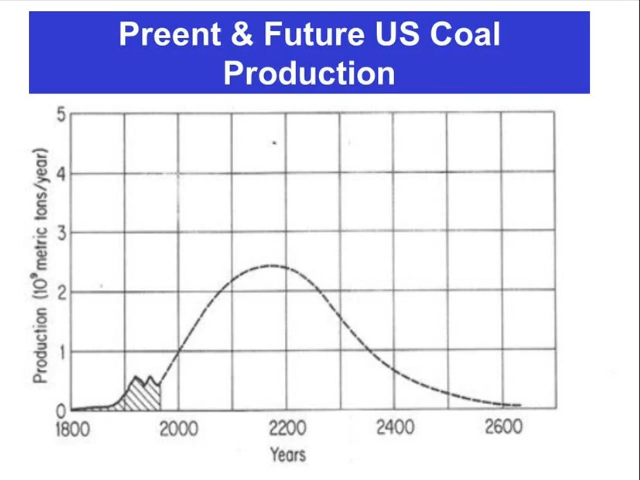 Preent & Future US Coal
Production
Production (10⁹ metric tons/year)
5
4
3
2
1
0
1800 2000 2200 2400 2600
Years